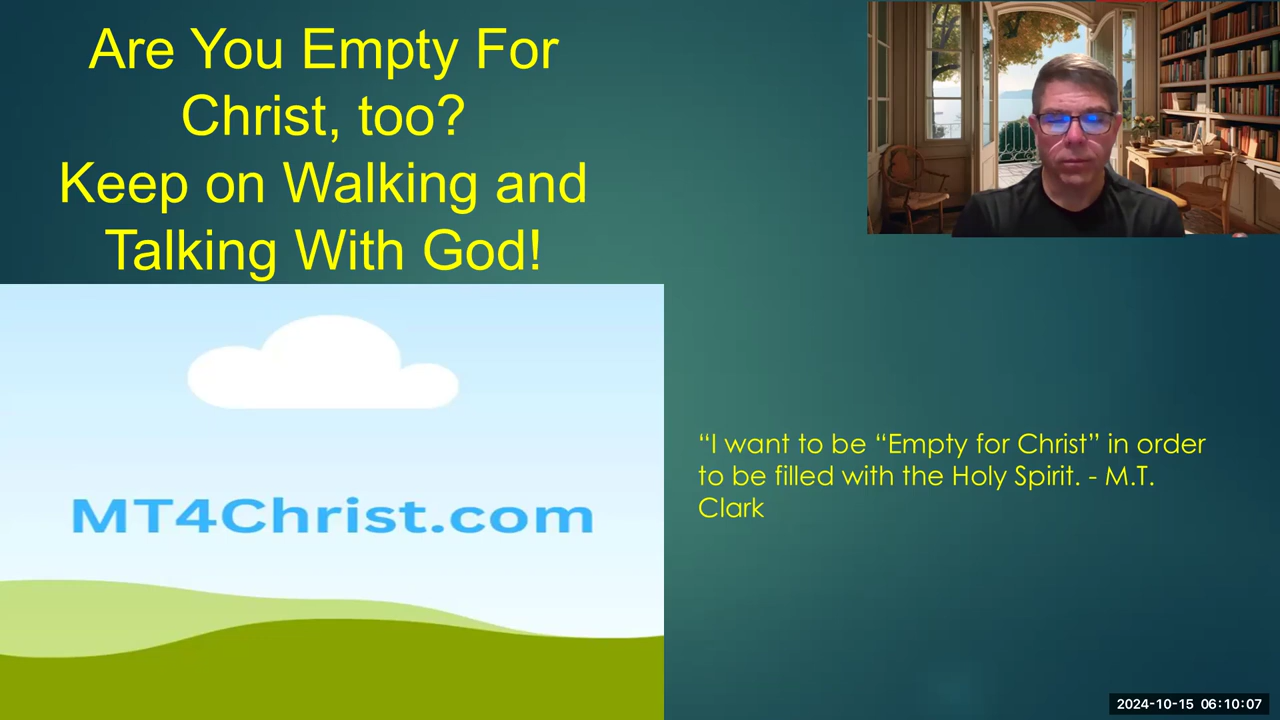 Are You Empty For
Christ, too?
Keep on Walking and
Talking With God!
MT4Christ.com
“I want to be “Empty for Christ” in order
to be filled with the Holy Spirit. - M.T.
Clark
2024-10-15 06:10:07